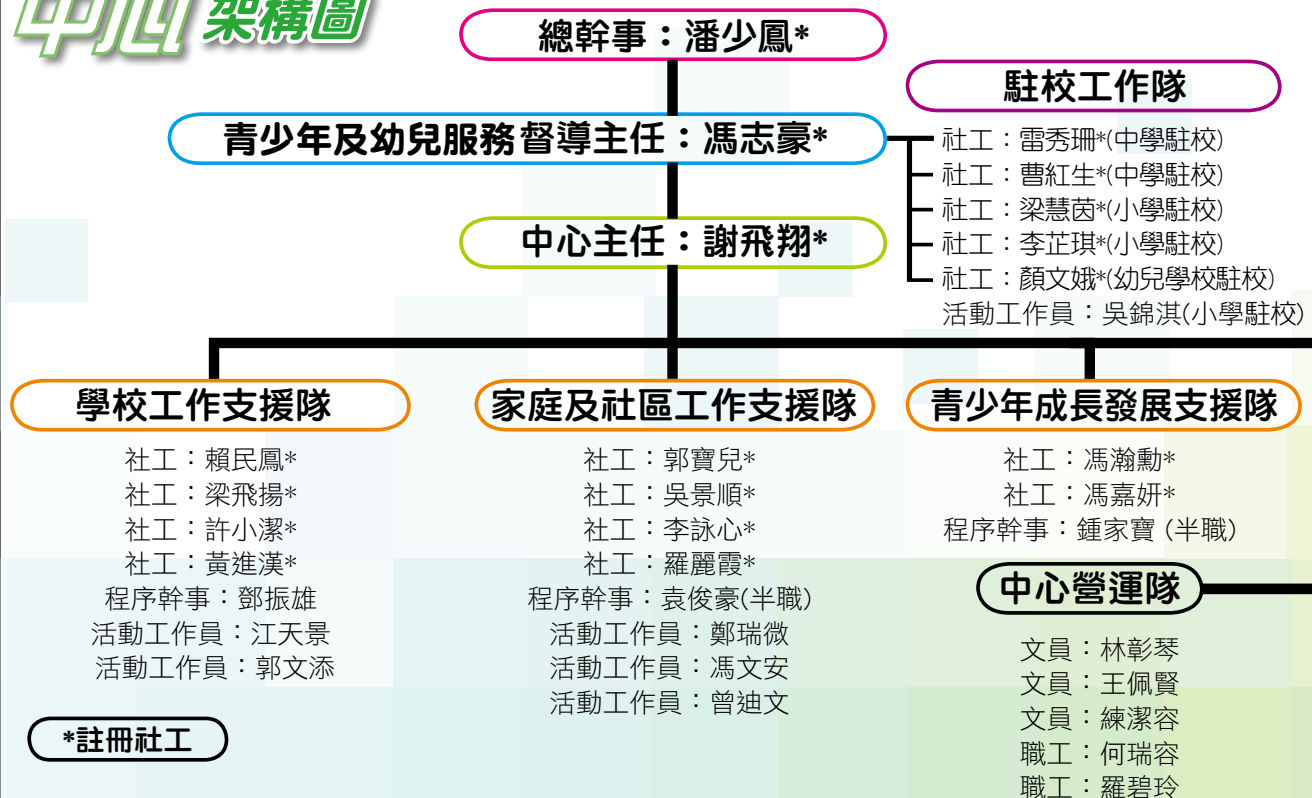 中心 架構圖
總幹事：潘少鳳*
青少年及幼兒服務督導主任：馮志豪*
中心主任：謝飛翔*
駐校工作隊
社工：雷秀珊*(中學駐校)
社工：曹紅生*(中學駐校)
社工：梁慧茵*(小學駐校)
社工：李芷琪*(小學駐校)
社工：顏文娥*(幼兒學校駐校)
活動工作員：吳錦淇(小學駐校)
學校工作支援隊
社工：賴民鳳*
社工：梁飛揚*
社工：許小潔*
社工：黃進漢*
程序幹事：鄧振雄
活動工作員：江天景
活動工作員：郭文添
家庭及社區工作支援隊
社工：郭寶兒*
社工：吳景順*
社工：李詠心*
社工：羅麗霞*
程序幹事：袁俊豪(半職)
活動工作員：鄭瑞微
活動工作員：馮文安
活動工作員：曾迪文
青少年成長發展支援隊
社工：馮瀚勳*
社工：馮嘉妍*
程序幹事：鍾家寶 (半職)
中心營運隊
文員：林彰琴
文員：王佩賢
文員：練潔容
職工：何瑞容
職工：羅碧玲
*註冊社工